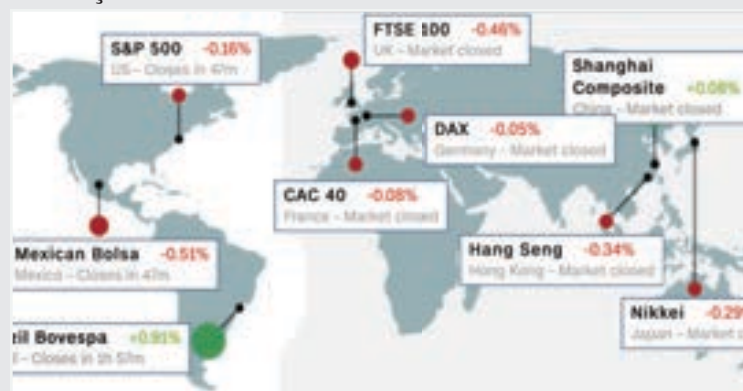 S&P 500 -0.16%
US - Closes in 47m
FTSE 100 -0.46%
UK - Market closed
Shanghai
Composite +0.08%
China - Market closed
DAX -0.05%
Germany - Market closed
CAC 40 -0.08%
France - Market closed
Mexican Bolsa -0.51%
Mexico - Closes in 47m
Hang Seng -0.34%
Hong Kong - Market closed
Nikkei -0.29%
Japan - Market c
zil Bovespa +0.91%
il - Closes in 1h 57m